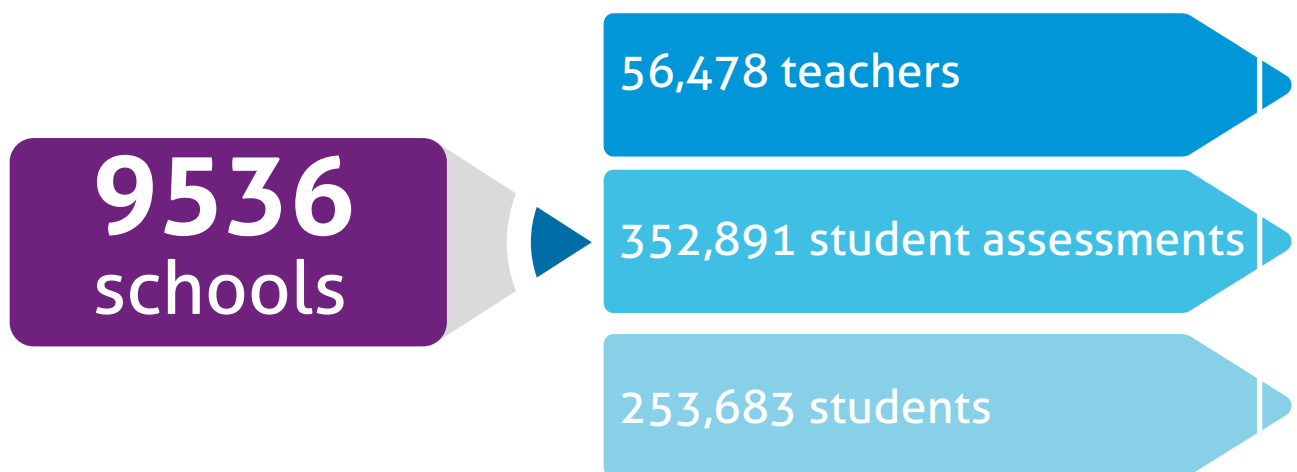 9536
schools
56,478 teachers
352,891 student assessments
253,683 students